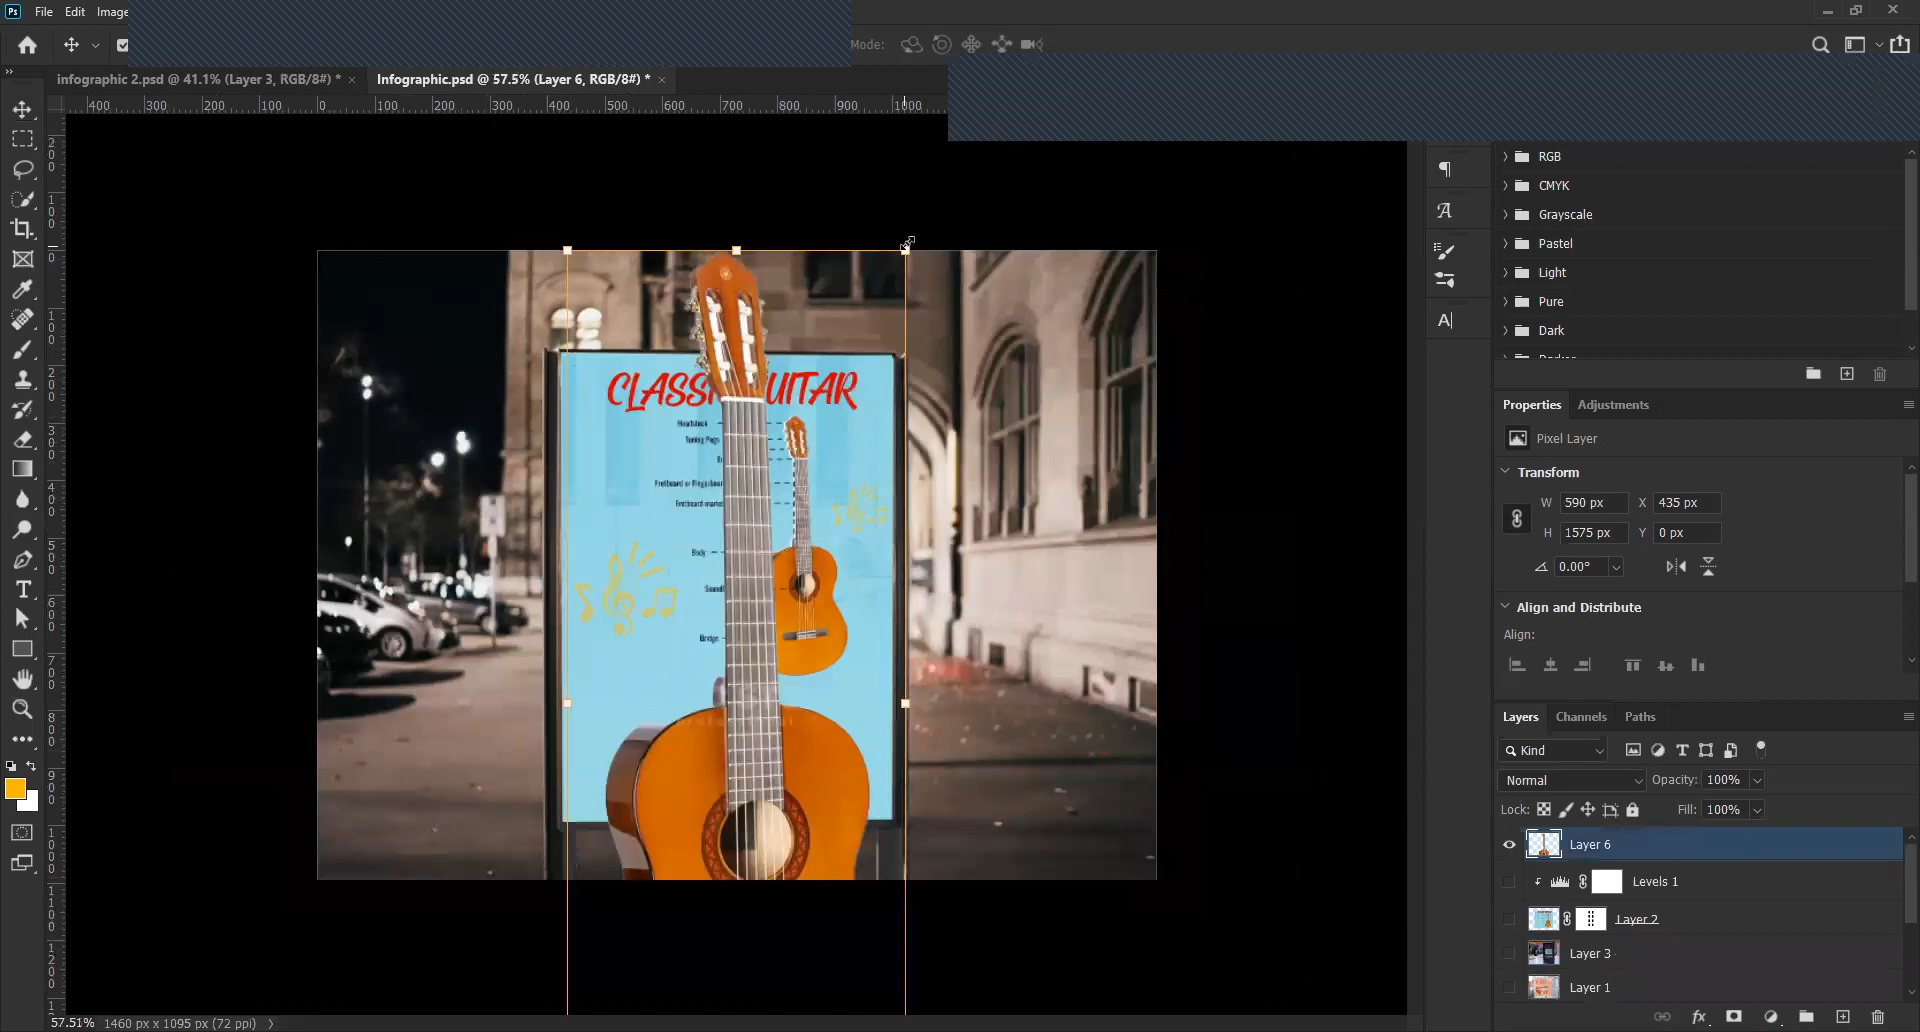 Ps File Edit Image
Mode:
infographic 2.psd @ 41.1% (Layer 3, RGB/8#) * × Infographic.psd @ 57.5% (Layer 6, RGB/8#) * ×
400 300 200 100 0 100 200 300 400 500 600 700 800 900 1000
RGB
CMYK
Grayscale
Pastel
Light
Pure
Dark
Properties Adjustments
Pixel Layer
Transform
W 590 px X 435 px
H 1575 px Y 0 px
0.00°
Align and Distribute
Align:
Layers Channels Paths
Kind
Normal Opacity: 100%
Lock: Fill: 100%
Layer 6
Levels 1
Layer 2
Layer 3
Layer 1
fx
CLASS UITAR
Headstock
Tuning Pegs
Body
Bridge
57.51% 1460 px x 1095 px (72 ppi)